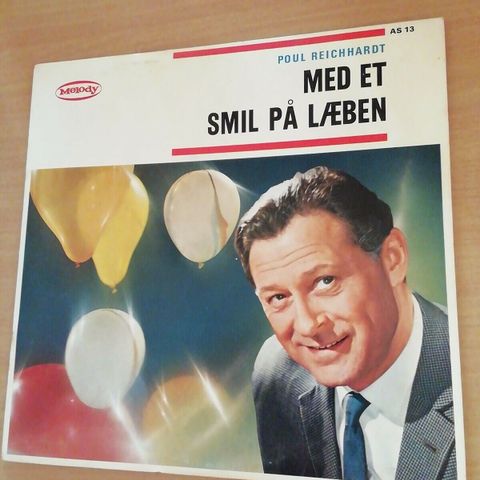 AS 13
POUL REICHHARDT
Melody
MED ET
SMIL PÅ LÆBEN